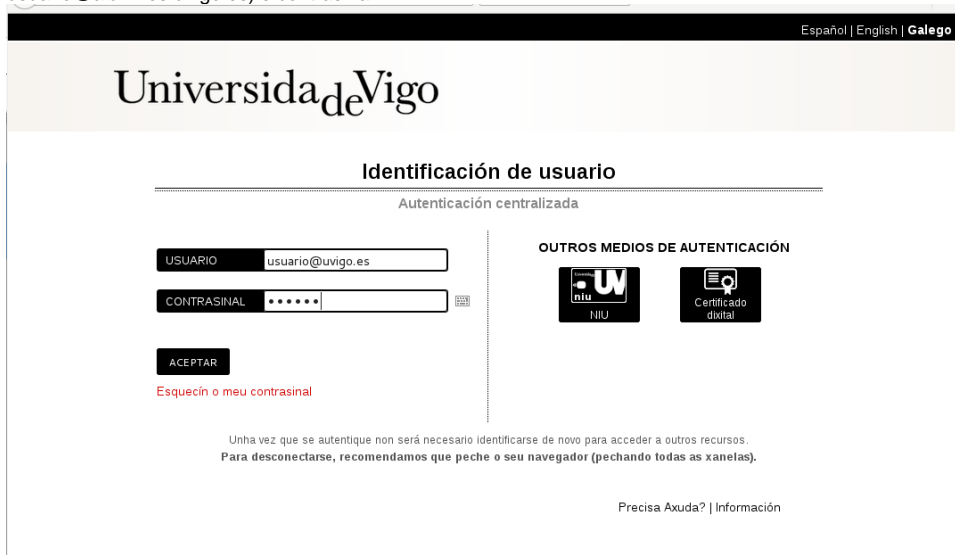 Español | English | Galego
Universidade Vigo
Identificación de usuario
Autenticación centralizada
USUARIO usuario@uvigo.es
CONTRASINAL ••••••
ACEPTAR
Esquecín o meu contrasinal
OUTROS MEDIOS DE AUTENTICACIÓN
niu
NIU
Certificado
dixital
Unha vez que se autentique non será necesario identificarse de novo para acceder a outros recursos.
Para desconectarse, recomendamos que peche o seu navegador (pechando todas as xanelas).
Precisa Axuda? | Información